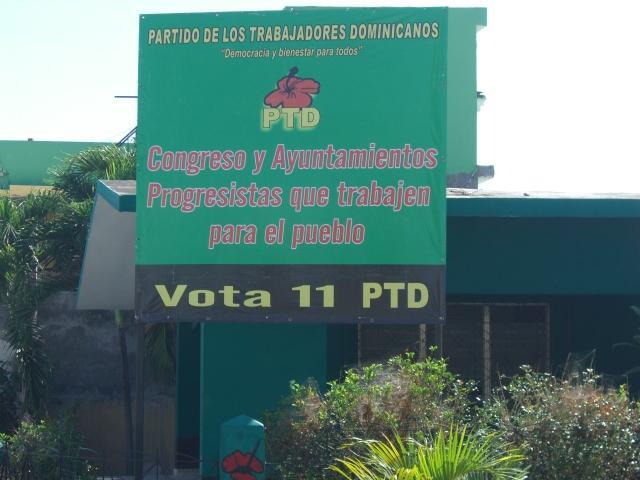 PARTIDO DE LOS TRABAJADORES DOMINICANOS
"Democracia y bienestar para todos"
PTD
Congreso y Ayuntamientos
Progresistas que trabajen
para el pueblo
Vota 11 PTD